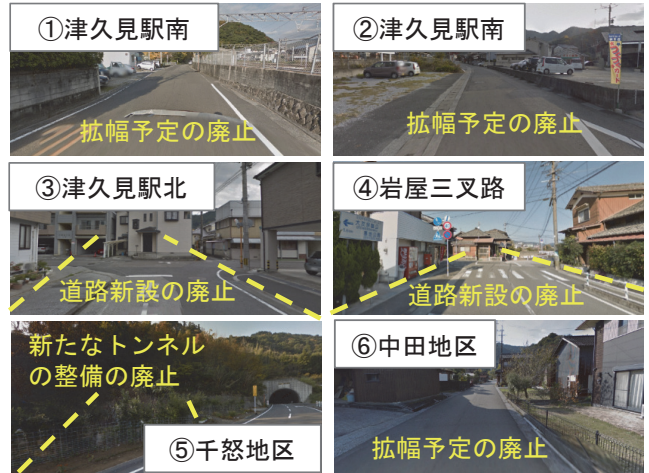 ①津久見駅南
拡幅予定の廃止
②津久見駅南
拡幅予定の廃止
③津久見駅北
道路新設の廃止
④岩屋三叉路
道路新設の廃止
新たなトンネル
の整備の廃止
⑤千怒地区
⑥中田地区
拡幅予定の廃止